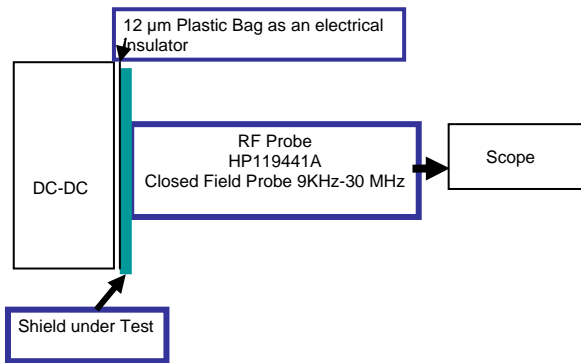 12 µm Plastic Bag as an electrical
insulator
RF Probe
HP119441A
Closed Field Probe 9KHz-30 MHz
Scope
DC-DC
Shield under Test